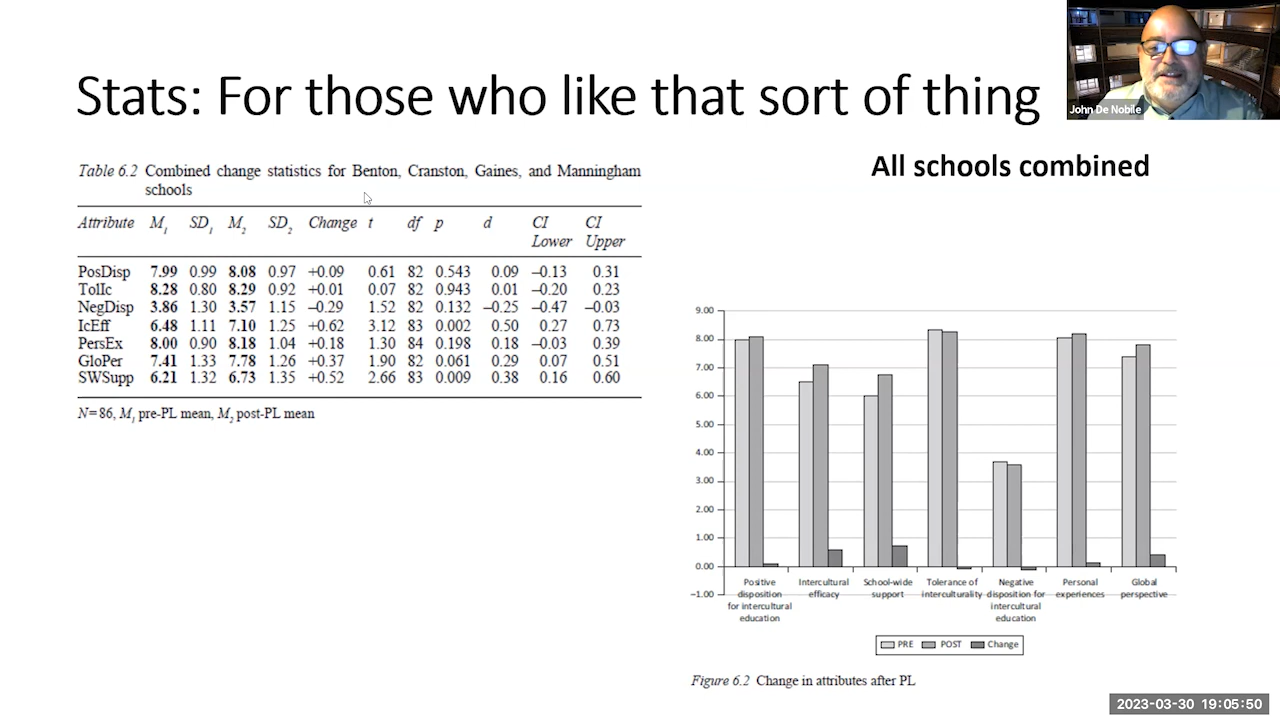 Stats: For those who like that sort of thing
John De Nobile
All schools combined
Table 6.2 Combined change statistics for Benton, Cranston, Gaines, and Manningham
schools
Attribute M1 SD1 M2 SD2 Change t df p d CI Lower CI Upper
PosDisp 7.99 0.99 8.08 0.97 +0.09 0.61 82 0.543 0.09 –0.13 0.31
TolIc 8.28 0.80 8.29 0.92 +0.01 0.07 82 0.943 0.01 –0.20 0.23
NegDisp 3.86 1.30 3.57 1.15 –0.29 1.52 82 0.132 –0.25 –0.47 –0.03
IcEff 6.48 1.11 7.10 1.25 +0.62 3.12 83 0.002 0.50 0.27 0.73
PersEx 8.00 0.90 8.18 1.04 +0.18 1.30 84 0.198 0.18 –0.03 0.39
GloPer 7.41 1.33 7.78 1.26 +0.37 1.90 82 0.061 0.29 0.07 0.51
SWSupp 6.21 1.32 6.73 1.35 +0.52 2.66 83 0.009 0.38 0.16 0.60
N=86, M1 pre-PL mean, M2 post-PL mean
9.00
8.00
7.00
6.00
5.00
4.00
3.00
2.00
1.00
0.00
–1.00
Positive disposition for intercultural education
Intercultural efficacy
School-wide support
Tolerance of interculturality
Negative disposition for intercultural education
Personal experiences
Global perspective
PRE POST Change
Figure 6.2 Change in attributes after PL
2023-03-30 19:05:50